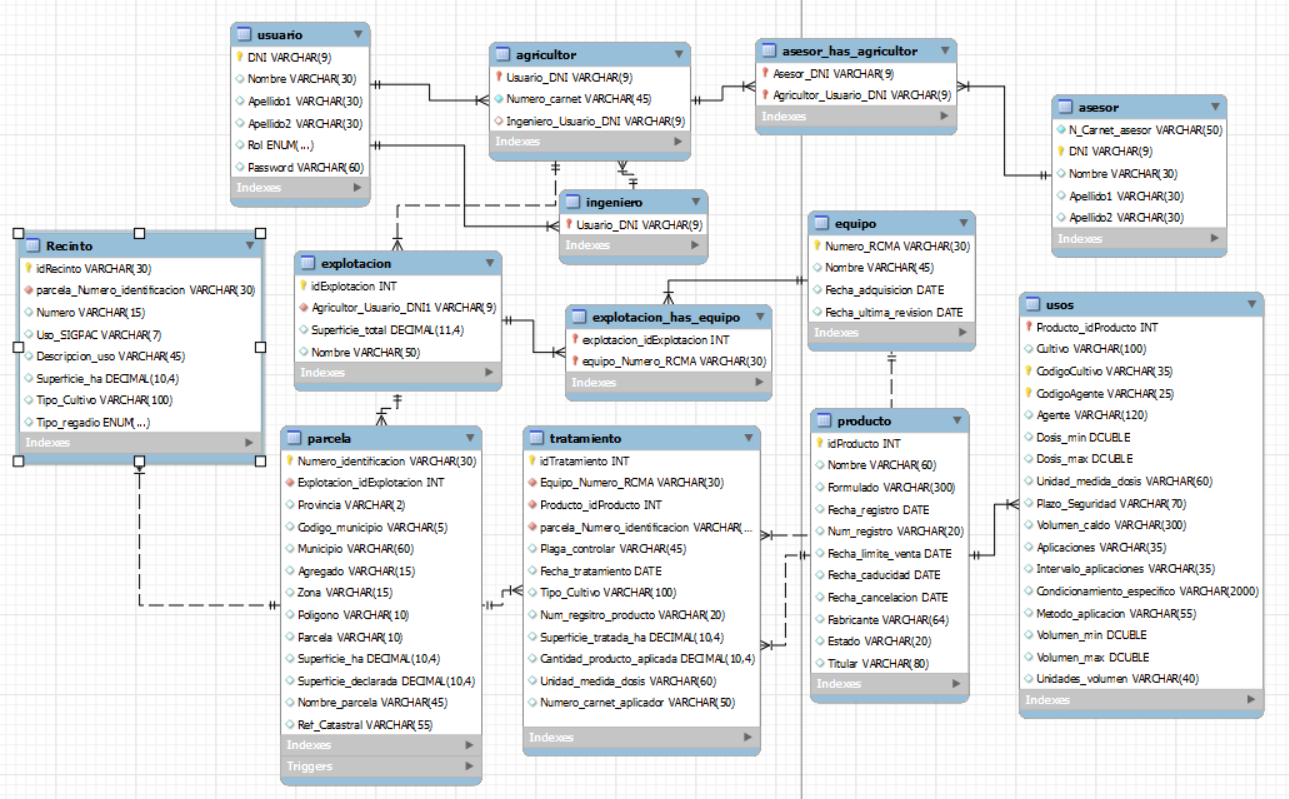 usuario
DNI VARCHAR(9)
Nombre VARCHAR(30)
Apellido1 VARCHAR(30)
Apellido2 VARCHAR(30)
Rol ENUM(...)
Password VARCHAR(60)
Indexes
agricultor
Usuario_DNI VARCHAR(9)
Numero_carnet VARCHAR(45)
Ingeniero_Usuario_DNI VARCHAR(9)
Indexes
asesor_has_agricultor
Asesor_DNI VARCHAR(9)
Agricultor_Usuario_DNI VARCHAR(9)
Indexes
asesor
N_Carnet_asesor VARCHAR(50)
DNI VARCHAR(9)
Nombre VARCHAR(30)
Apellido1 VARCHAR(30)
Apellido2 VARCHAR(30)
Indexes
ingeniero
Usuario_DNI VARCHAR(9)
Indexes
Recinto
idRecinto VARCHAR(30)
parcela_Numero_identificacion VARCHAR(30)
Numero VARCHAR(15)
Uso_SIGPAC VARCHAR(7)
Descripcion_uso VARCHAR(45)
Superficie_ha DECIMAL(10,4)
Tipo_Cultivo VARCHAR(100)
Tipo_regadio ENUM(...)
Indexes
explotacion
idExplotacion INT
Agricultor_Usuario_DNI1 VARCHAR(9)
Superficie_total DECIMAL(11,4)
Nombre VARCHAR(50)
Indexes
explotacion_has_equipo
explotacion_idExplotacion INT
equipo_Numero_RCMA VARCHAR(30)
Indexes
equipo
Numero_RCMA VARCHAR(30)
Nombre VARCHAR(45)
Fecha_adquisicion DATE
Fecha_ultima_revision DATE
Indexes
usos
Producto_idProducto INT
Cultivo VARCHAR(100)
CodigoCultivo VARCHAR(35)
CodigoAgente VARCHAR(25)
Agente VARCHAR(120)
Dosis_min DOUBLE
Dosis_max DOUBLE
Unidad_medida_dosis VARCHAR(60)
Plazo_Seguridad VARCHAR(70)
Volumen_caldo VARCHAR(300)
Aplicaciones VARCHAR(35)
Intervalo_aplicaciones VARCHAR(35)
Condicionamiento_especifico VARCHAR(2000)
Metodo_aplicacion VARCHAR(55)
Volumen_min DOUBLE
Volumen_max DOUBLE
Unidades_volumen VARCHAR(40)
Indexes
parcela
Numero_identificacion VARCHAR(30)
Explotacion_idExplotacion INT
Provincia VARCHAR(2)
Codigo_municipio VARCHAR(5)
Municipio VARCHAR(60)
Agregado VARCHAR(15)
Zona VARCHAR(15)
Poligono VARCHAR(10)
Parcela VARCHAR(10)
Superficie_ha DECIMAL(10,4)
Superficie_declarada DECIMAL(10,4)
Nombre_parcela VARCHAR(45)
Ref_Catastral VARCHAR(55)
Indexes
Triggers
tratamiento
idTratamiento INT
Equipo_Numero_RCMA VARCHAR(30)
Producto_idProducto INT
parcela_Numero_identificacion VARCHAR(...
Plaga_controlar VARCHAR(45)
Fecha_tratamiento DATE
Tipo_Cultivo VARCHAR(100)
Num_regsitro_producto VARCHAR(20)
Superficie_tratada_ha DECIMAL(10,4)
Cantidad_producto_aplicada DECIMAL(10,4)
Unidad_medida_dosis VARCHAR(60)
Numero_carnet_aplicador VARCHAR(50)
Indexes
producto
idProducto INT
Nombre VARCHAR(60)
Formulado VARCHAR(300)
Fecha_registro DATE
Num_registro VARCHAR(20)
Fecha_limite_venta DATE
Fecha_caducidad DATE
Fecha_cancelacion DATE
Fabricante VARCHAR(64)
Estado VARCHAR(20)
Titular VARCHAR(80)
Indexes